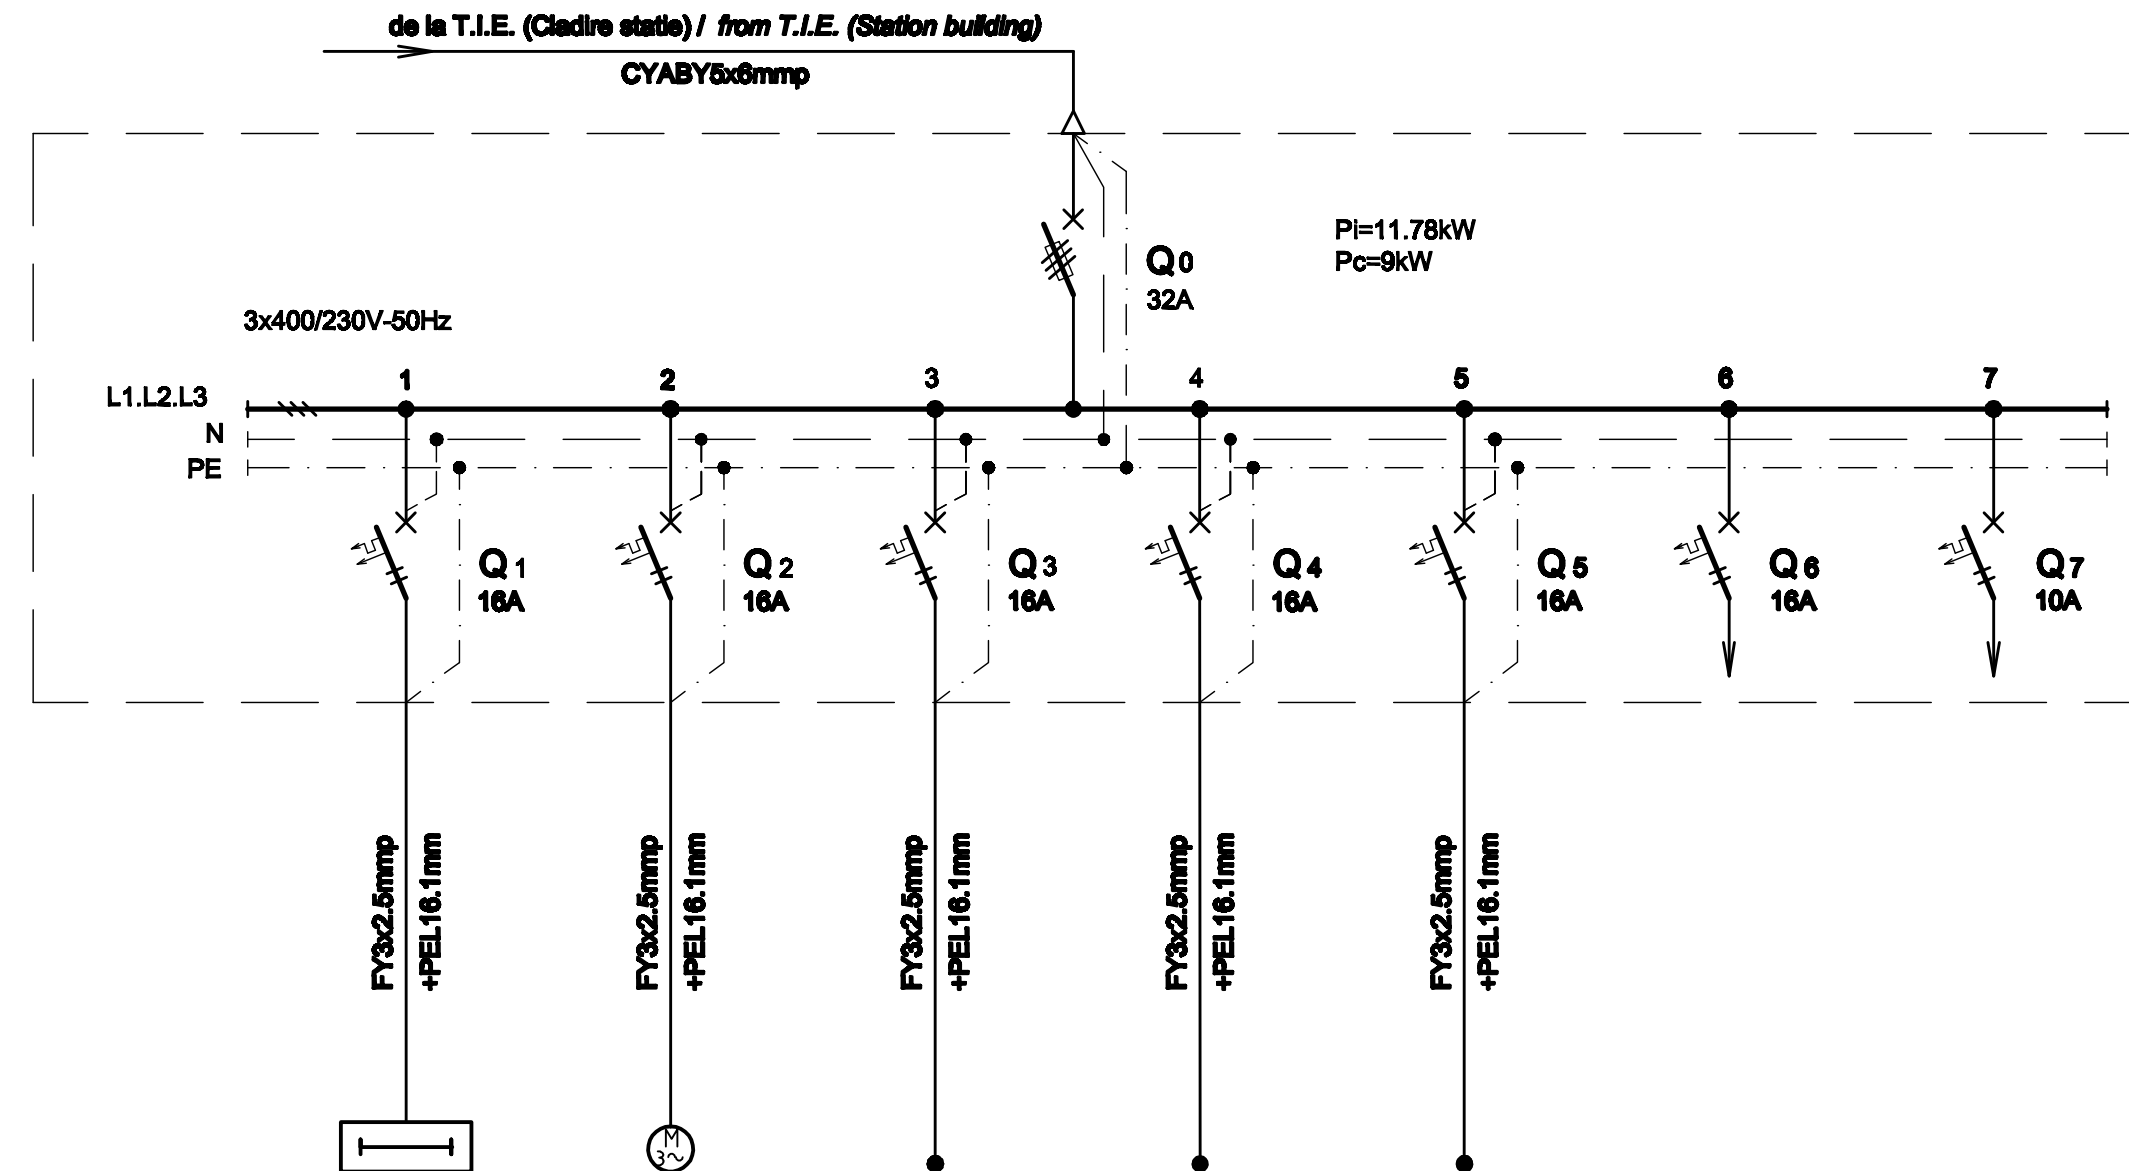 de la T.I.E. (Cladire statie) / from T.I.E. (Station building)
CYABY5x6mmp
Pi=11.78kW
Pc=9kW
Q0
32A
3x400/230V-50Hz
1 2 3 4 5 6 7
L1.L2.L3
N
PE
Q1 Q2 Q3 Q4 Q5 Q6 Q7
16A 16A 16A 16A 16A 16A 10A
FY3x2.5mmp
+PEL16.1mm
FY3x2.5mmp
+PEL16.1mm
FY3x2.5mmp
+PEL16.1mm
FY3x2.5mmp
+PEL16.1mm
FY3x2.5mmp
+PEL16.1mm
M
3~